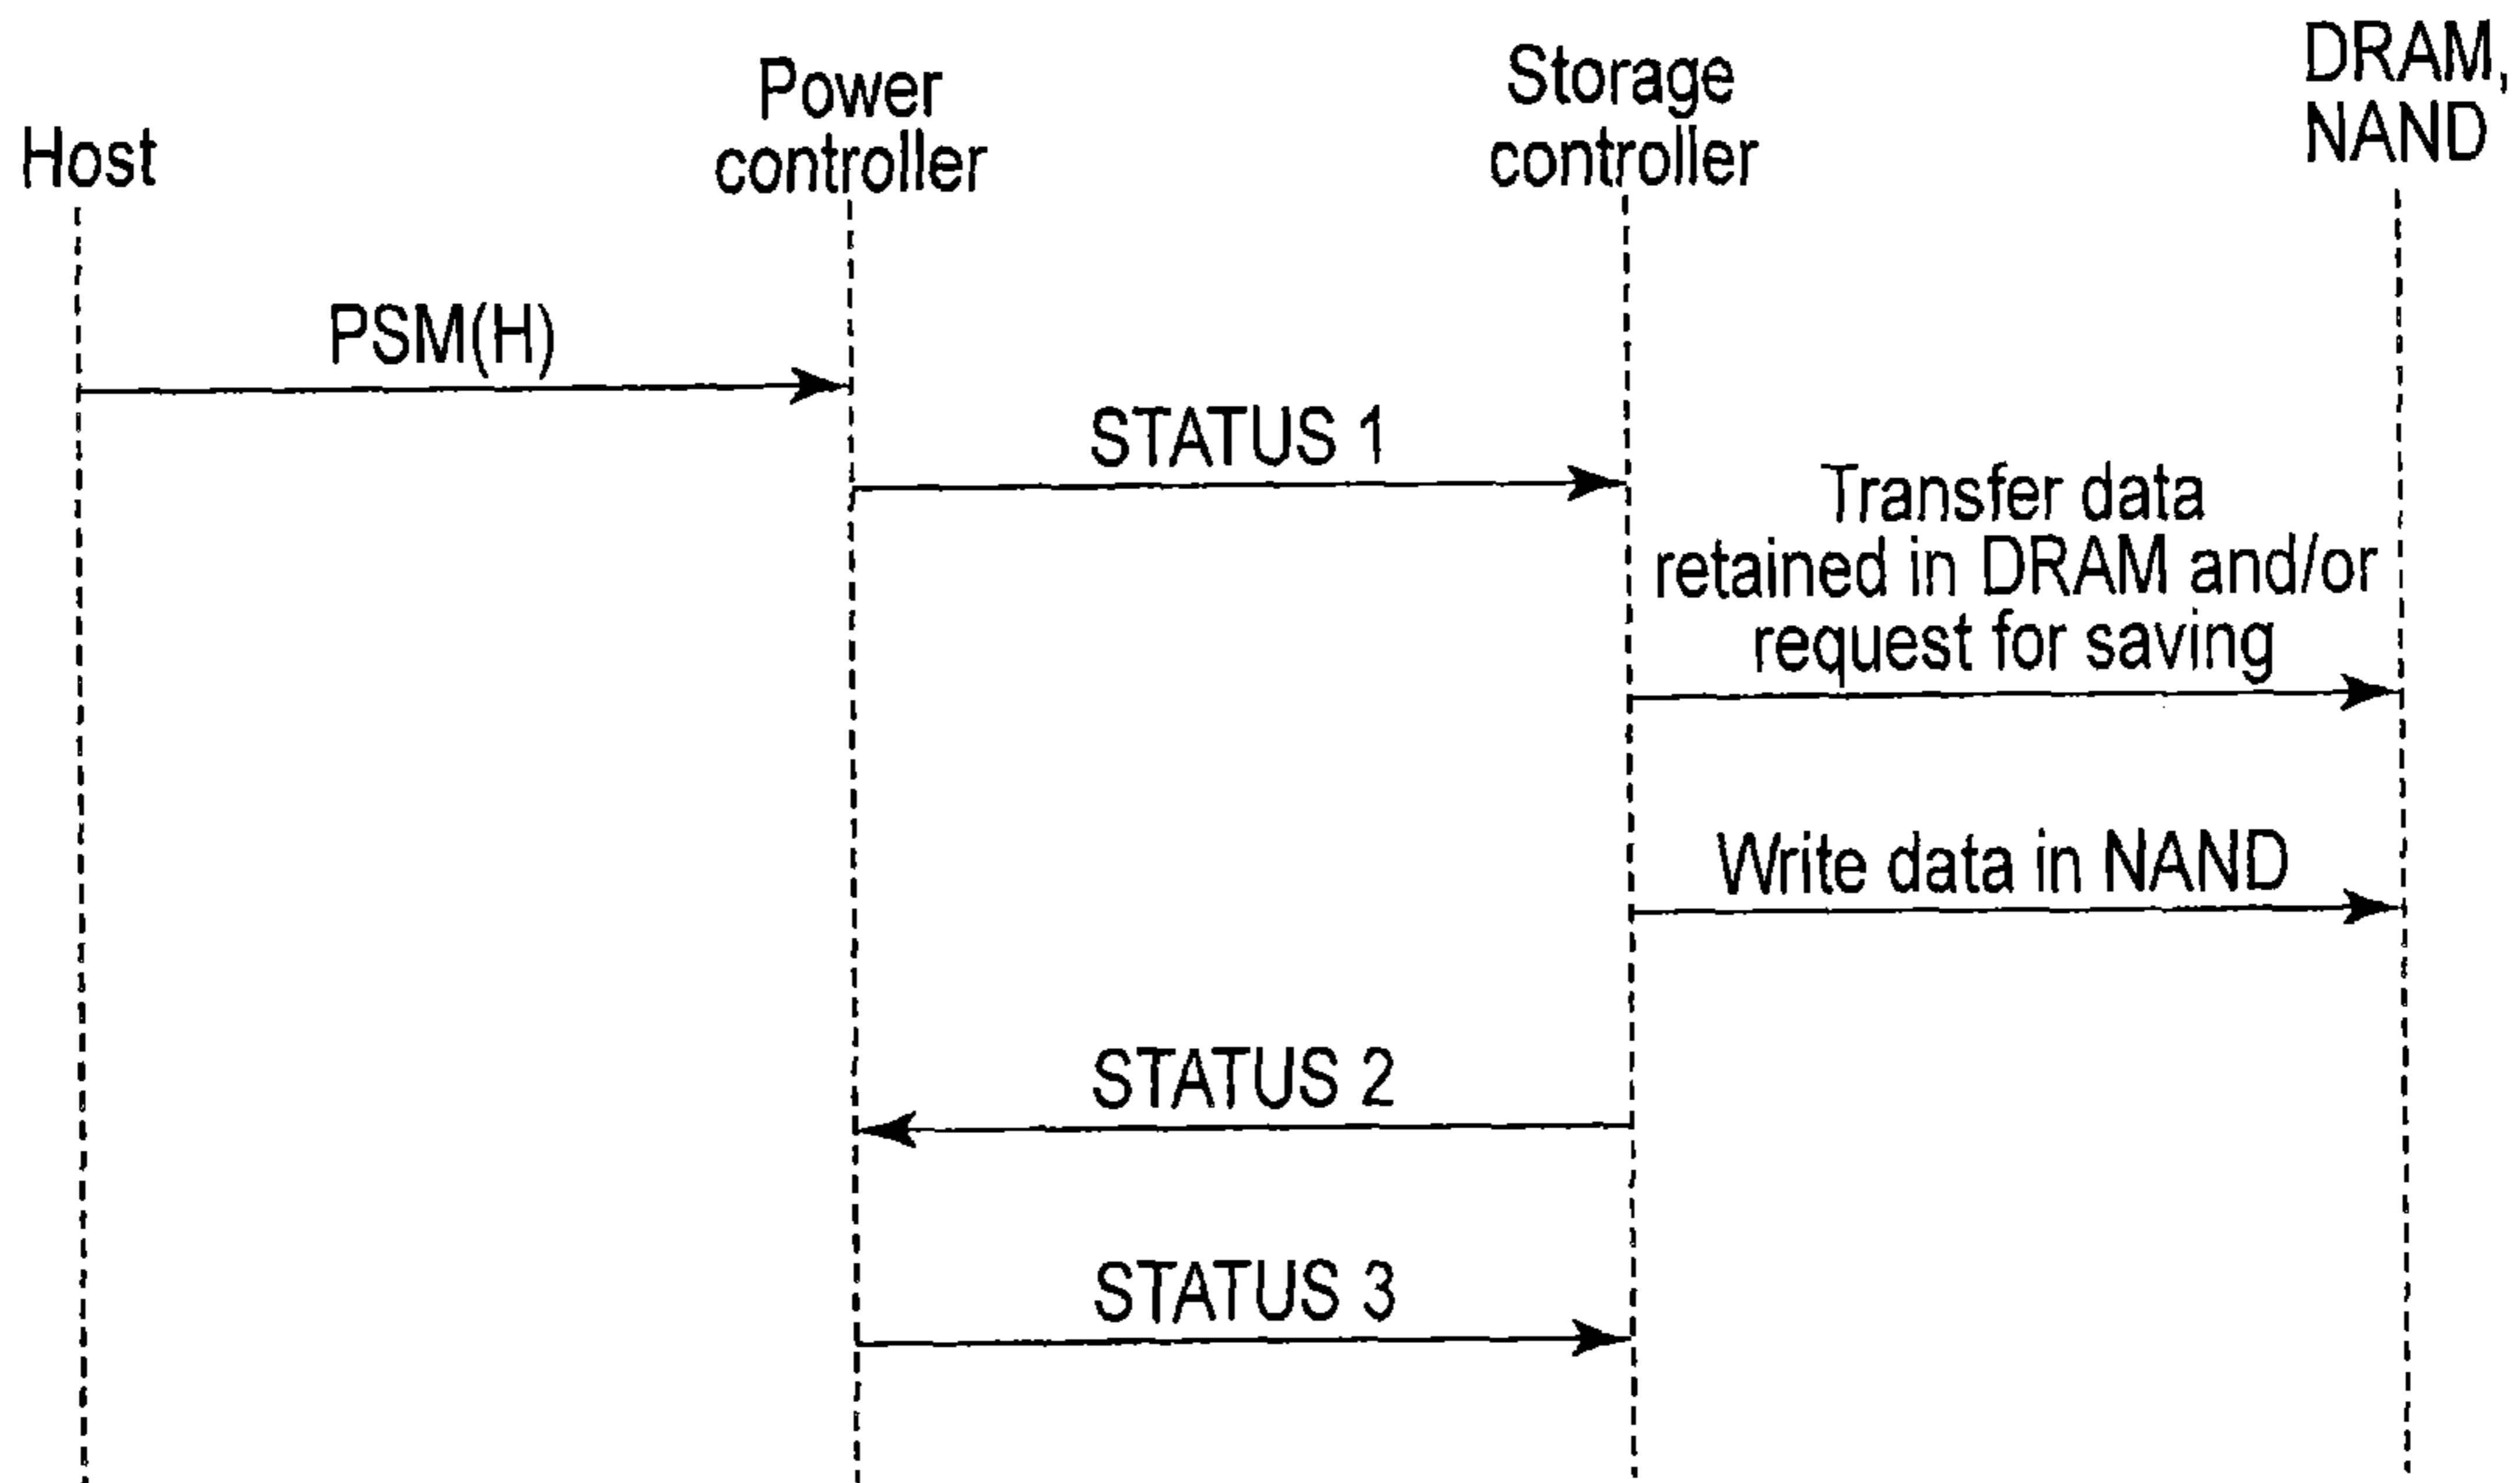 Host
Power
controller
Storage
controller
DRAM,
NAND
PSM(H)
STATUS 1
Transfer data
retained in DRAM and/or
request for saving
Write data in NAND
STATUS 2
STATUS 3